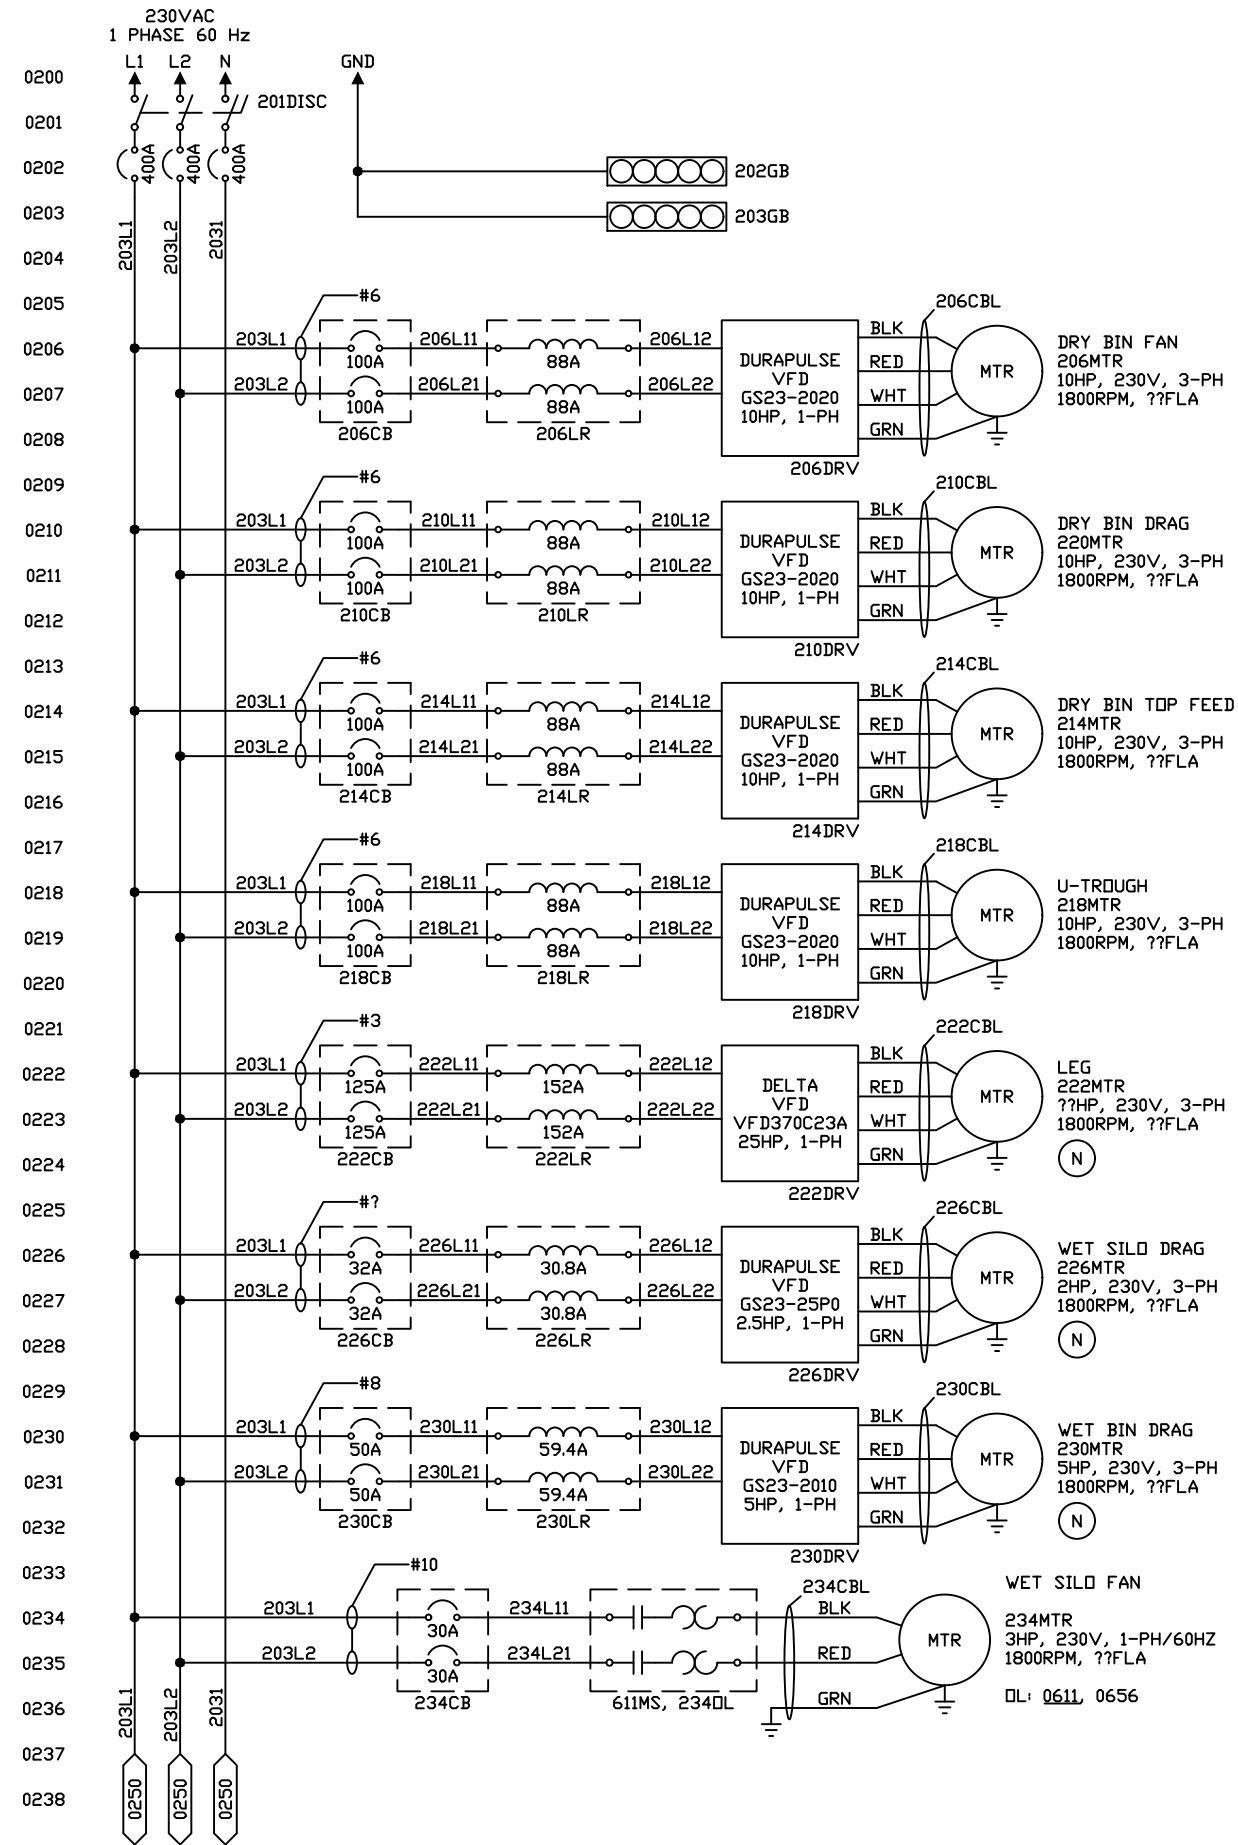 230VAC
1 PHASE 60 Hz
L1 L2 N GND
0200
201DISC
0201
0202 400A 400A 400A 202GB
0203 203GB
203L1 203L2 2031
0204
0205 #6 206CBL
0206 203L1 100A 206L11 88A 206L12 DURAPULSE BLK DRY BIN FAN
VFD RED MTR 206MTR
0207 203L2 100A 206L21 88A 206L22 GS23-2020 WHT 10HP, 230V, 3-PH
10HP, 1-PH 1800RPM, ??FLA
0208 206CB 206LR GRN
206DRV
0209 #6 210CBL
0210 203L1 100A 210L11 88A 210L12 DURAPULSE BLK DRY BIN DRAG
VFD RED MTR 220MTR
0211 203L2 100A 210L21 88A 210L22 GS23-2020 WHT 10HP, 230V, 3-PH
10HP, 1-PH 1800RPM, ??FLA
0212 210CB 210LR GRN
210DRV
0213 #6 214CBL
0214 203L1 100A 214L11 88A 214L12 DURAPULSE BLK DRY BIN TOP FEED
VFD RED MTR 214MTR
0215 203L2 100A 214L21 88A 214L22 GS23-2020 WHT 10HP, 230V, 3-PH
10HP, 1-PH 1800RPM, ??FLA
0216 214CB 214LR GRN
214DRV
0217 #6 218CBL
0218 203L1 100A 218L11 88A 218L12 DURAPULSE BLK U-TROUGH
VFD RED MTR 218MTR
0219 203L2 100A 218L21 88A 218L22 GS23-2020 WHT 10HP, 230V, 3-PH
10HP, 1-PH 1800RPM, ??FLA
0220 218CB 218LR GRN
218DRV
0221 #3 222CBL
0222 203L1 125A 222L11 152A 222L12 DELTA BLK LEG
VFD RED MTR 222MTR
0223 203L2 125A 222L21 152A 222L22 VFD370C23A WHT ??HP, 230V, 3-PH
25HP, 1-PH 1800RPM, ??FLA
0224 222CB 222LR GRN N
222DRV
0225 #? 226CBL
0226 203L1 32A 226L11 30.8A 226L12 DURAPULSE BLK WET SILO DRAG
VFD RED MTR 226MTR
0227 203L2 32A 226L21 30.8A 226L22 GS23-25P0 WHT 2HP, 230V, 3-PH
2.5HP, 1-PH 1800RPM, ??FLA
0228 226CB 226LR GRN N
226DRV
0229 #8 230CBL
0230 203L1 50A 230L11 59.4A 230L12 DURAPULSE BLK WET BIN DRAG
VFD RED MTR 230MTR
0231 203L2 50A 230L21 59.4A 230L22 GS23-2010 WHT 5HP, 230V, 3-PH
5HP, 1-PH 1800RPM, ??FLA
0232 230CB 230LR GRN N
230DRV
0233 #10 234CBL WET SILO FAN
0234 203L1 30A 234L11 BLK 234MTR
MTR 3HP, 230V, 1-PH/60HZ
0235 203L2 30A 234L21 RED 1800RPM, ??FLA
0236 203L1 203L2 2031 234CB 611MS, 234OL GRN OL: 0611, 0656
0237
0238 0250 0250 0250